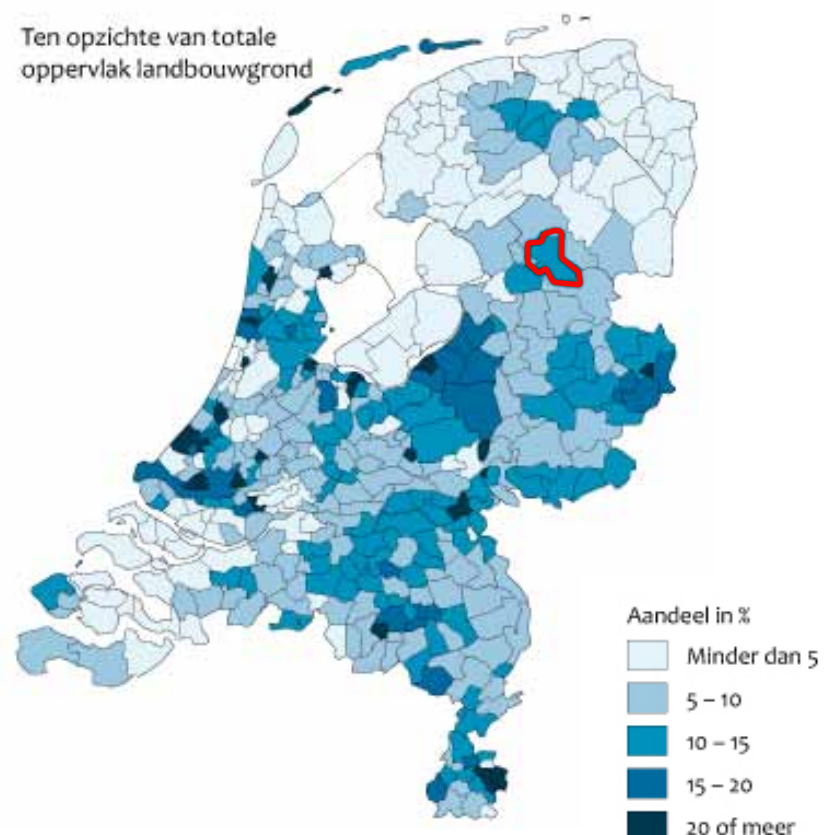 Ten opzichte van totale
oppervlak landbouwgrond
Aandeel in %
Minder dan 5
5 – 10
10 – 15
15 – 20
20 of meer